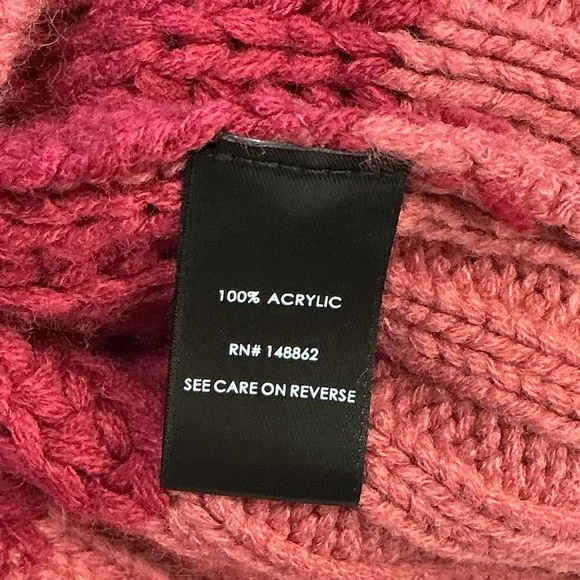 100% ACRYLIC
RN# 148862
SEE CARE ON REVERSE